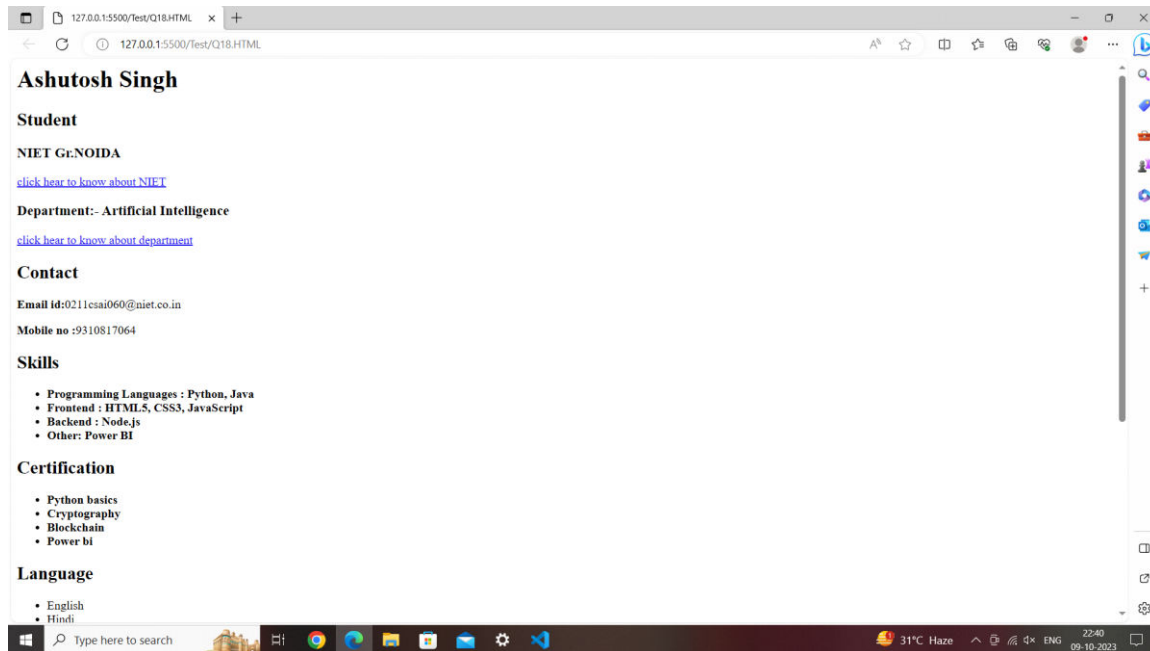 127.0.0.1:5500/Test/Q18.HTML
127.0.0.1:5500/Test/Q18.HTML
Ashutosh Singh
Student
NIET Gr.NOIDA
click hear to know about NIET
Department:- Artificial Intelligence
click hear to know about department
Contact
Email id:0211csai060@niet.co.in
Mobile no :9310817064
Skills
• Programming Languages : Python, Java
• Frontend : HTML5, CSS3, JavaScript
• Backend : Node.js
• Other: Power BI
Certification
• Python basics
• Cryptography
• Blockchain
• Power bi
Language
• English
• Hindi
Type here to search
31°C Haze
ENG
22:40
09-10-2023